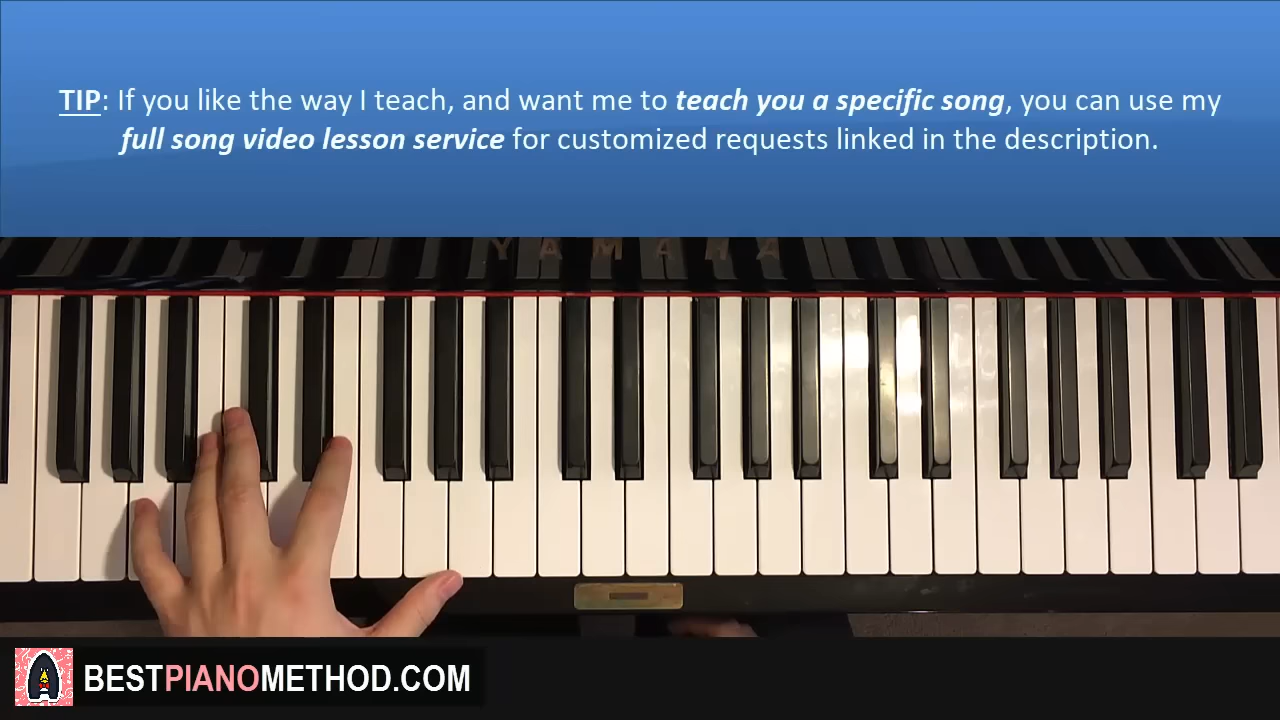 TIP: If you like the way I teach, and want me to teach you a specific song, you can use my
full song video lesson service for customized requests linked in the description.
YAMAHA
BESTPIANOMETHOD.COM